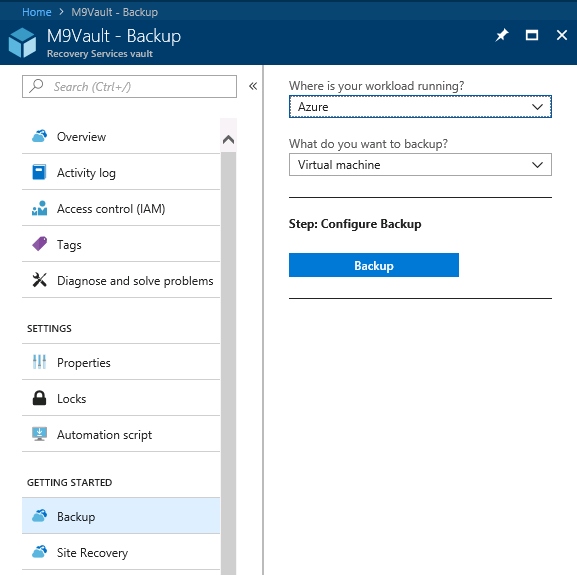 Home > M9Vault - Backup
M9Vault - Backup
Recovery Services vault
Search (Ctrl+/)
«
Overview
Activity log
Access control (IAM)
Tags
Diagnose and solve problems
SETTINGS
Properties
Locks
Automation script
GETTING STARTED
Backup
Site Recovery
Where is your workload running?
Azure
What do you want to backup?
Virtual machine
Step: Configure Backup
Backup